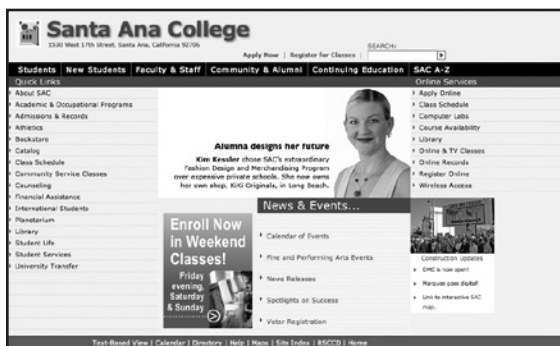 Santa Ana College
1530 West 17th Street, Santa Ana, California 92706
Apply Now | Register for Classes |
SEARCH:
Students | New Students | Faculty & Staff | Community & Alumni | Continuing Education | SAC A-Z
Quick Links
About SAC
Academic & Occupational Programs
Admissions & Records
Athletics
Bookstore
Catalog
Class Schedule
Community Service Classes
Counseling
Financial Assistance
International Students
Planetarium
Library
Student Life
Student Services
University Transfer
Alumna designs her future
Kim Kessler chose SAC's extraordinary
Fashion Design and Merchandising Program
over expensive private schools. She now owns
her own shop, KiKi Originals, in Long Beach.
Enroll Now
in Weekend
Classes!
Friday
evening,
Saturday
& Sunday
News & Events...
Calendar of Events
Fine and Performing Arts Events
News Releases
Spotlights on Success
Voter Registration
Online Services
Apply Online
Class Schedule
Computer Labs
Course Availability
Library
Online & TV Classes
Online Records
Register Online
Wireless Access
Construction Updates
DMC is now open!
Marquee goes digital!
Link to interactive SAC
map.
Text-Based View | Calendar | Directory | Help | Maps | Site Index | RSCCD | Home